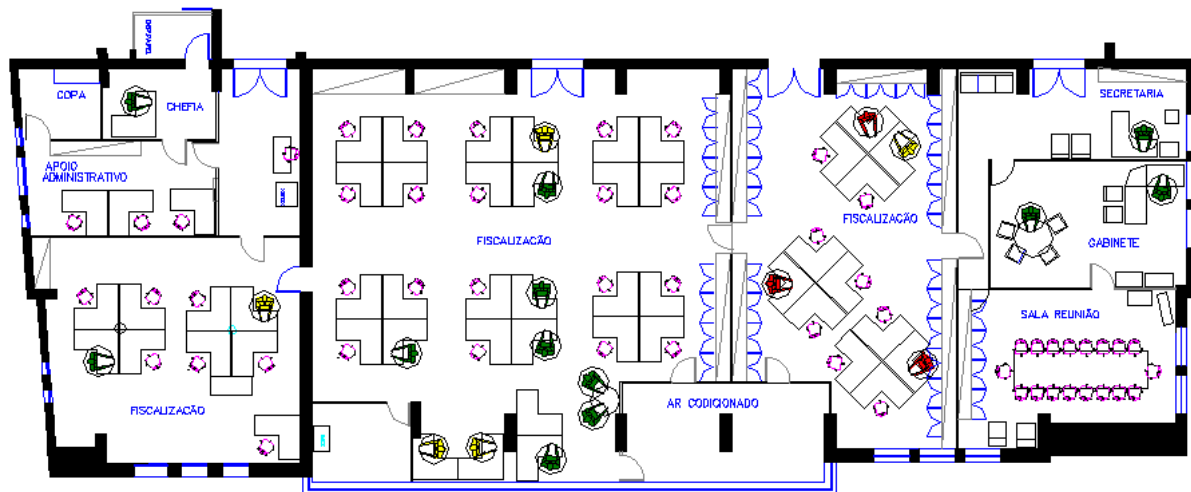 COPA
CHEFIA
APOIO
ADMINISTRATIVO
FISCALIZAÇÃO
FISCALIZAÇÃO
FISCALIZAÇÃO
AR CODICIONADO
SECRETARIA
GABINETE
SALA REUNIÃO